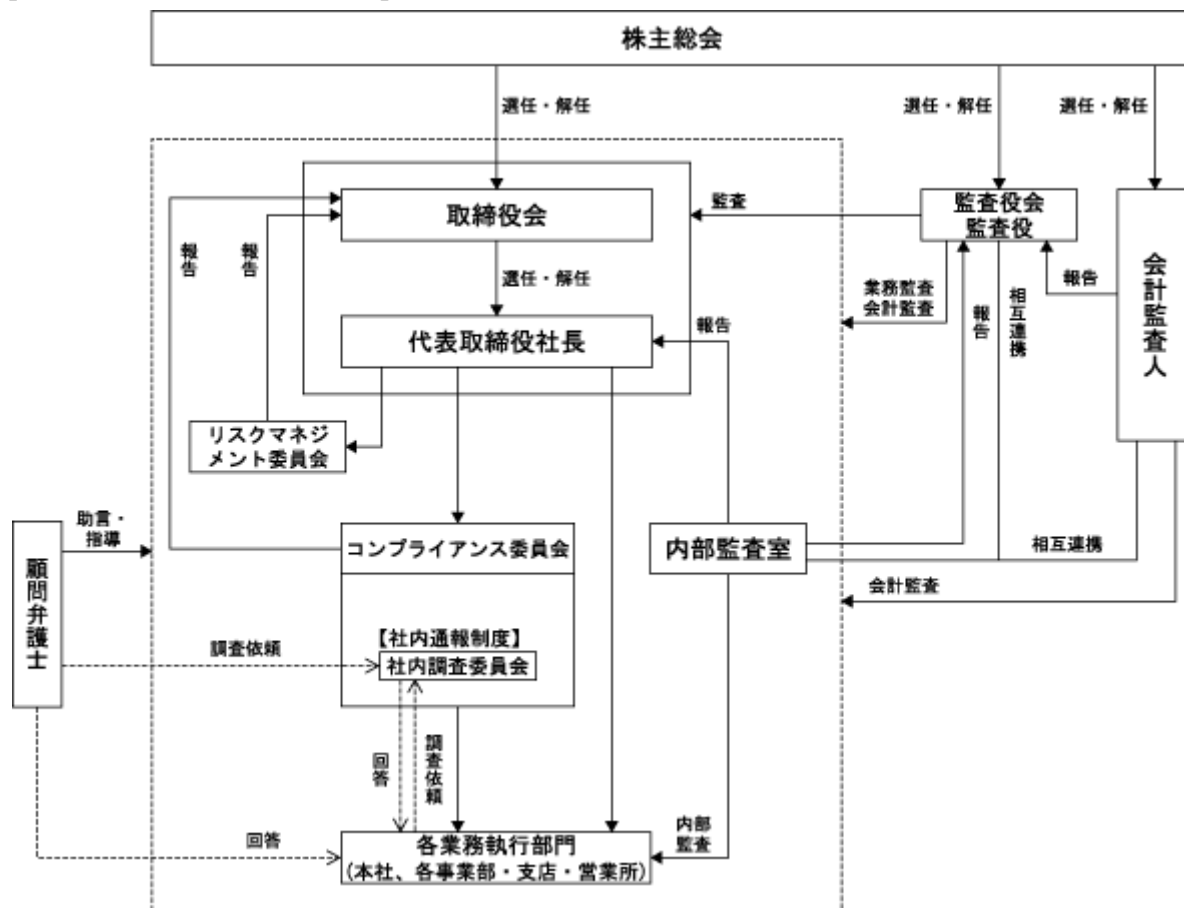 株主総会
選任・解任
選任・解任
選任・解任
取締役会
監査
監査役会
監査役
会計監査人
報告
報告
選任・解任
業務監査
会計監査
報告
相互連携
報告
代表取締役社長
報告
リスクマネジ
メント委員会
助言・
指導
顧問弁護士
コンプライアンス委員会
内部監査室
相互連携
会計監査
【社内通報制度】
社内調査委員会
調査依頼
回答
調査依頼
回答
内部
監査
各業務執行部門
(本社、各事業部・支店・営業所)